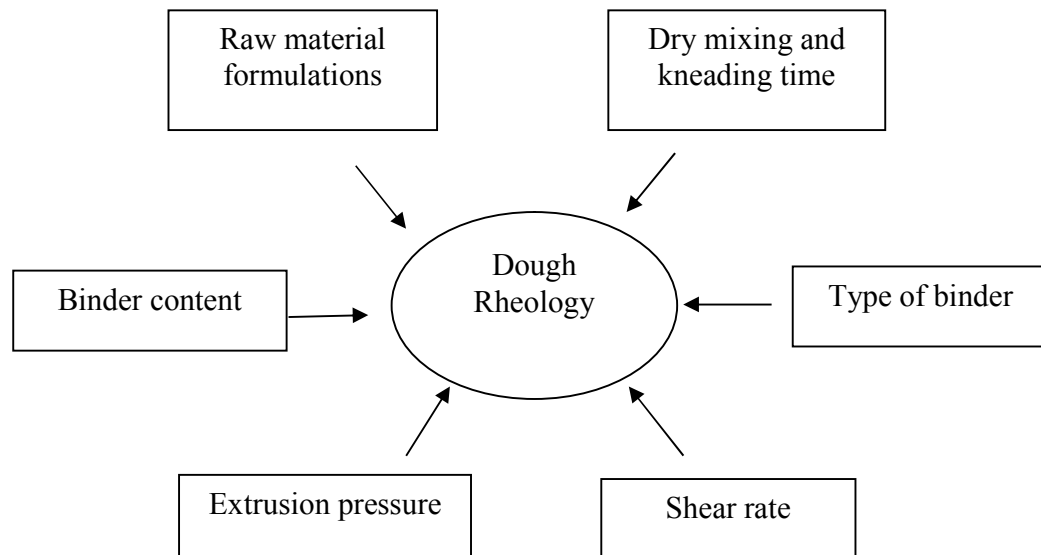 Raw material
formulations
Dry mixing and
kneading time
Dough
Rheology
Binder content
Type of binder
Extrusion pressure
Shear rate